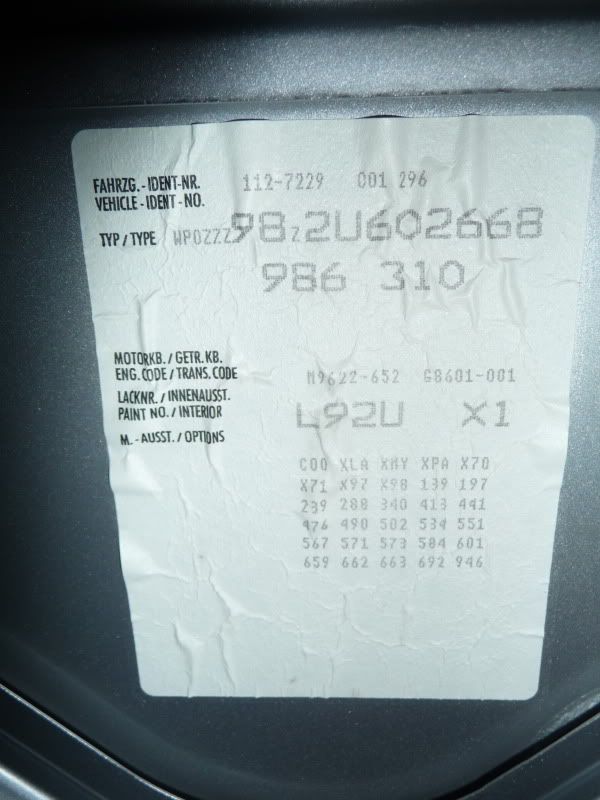 FAHRZG.-IDENT-NR. 112-7229 001 296
VEHICLE-IDENT-NO.
TYP/TYPE WP0ZZZ98Z2U602668
986 310
MOTORKB./GETR.KB.
ENG.CODE/TRANS.CODE M9622-652 G8601-001
LACKNR./INNENAUSST.
PAINT NO./INTERIOR L92U X1
M.-AUSST./OPTIONS
C00 XLA XMY XPA X70
X71 X97 X98 139 197
239 288 340 413 441
476 490 502 534 551
567 571 573 584 601
659 662 663 692 946